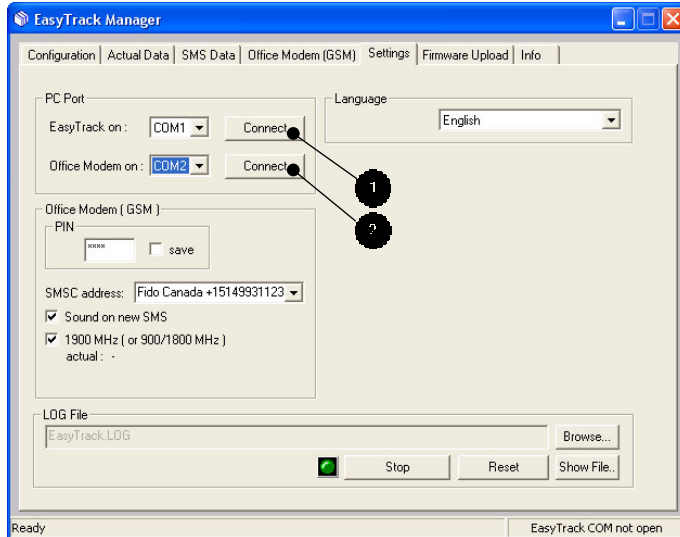 EasyTrack Manager
Configuration Actual Data SMS Data Office Modem (GSM) Settings Firmware Upload Info
PC Port
EasyTrack on : COM1 Connect
Office Modem on : COM2 Connect
Language
English
1
2
Office Modem ( GSM )
PIN
**** save
SMSC address: Fido Canada +15149931123
Sound on new SMS
1900 MHz ( or 900/1800 MHz )
actual : -
LOG File
EasyTrack.LOG Browse...
Stop Reset Show File..
Ready EasyTrack COM not open